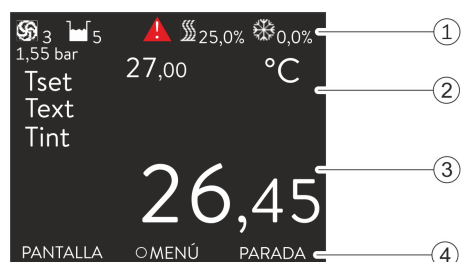 3 5 25,0% 0,0% 1
1,55 bar
Tset 27,00 °C 2
Text
Tint
26,45 3
PANTALLA MENÚ PARADA 4